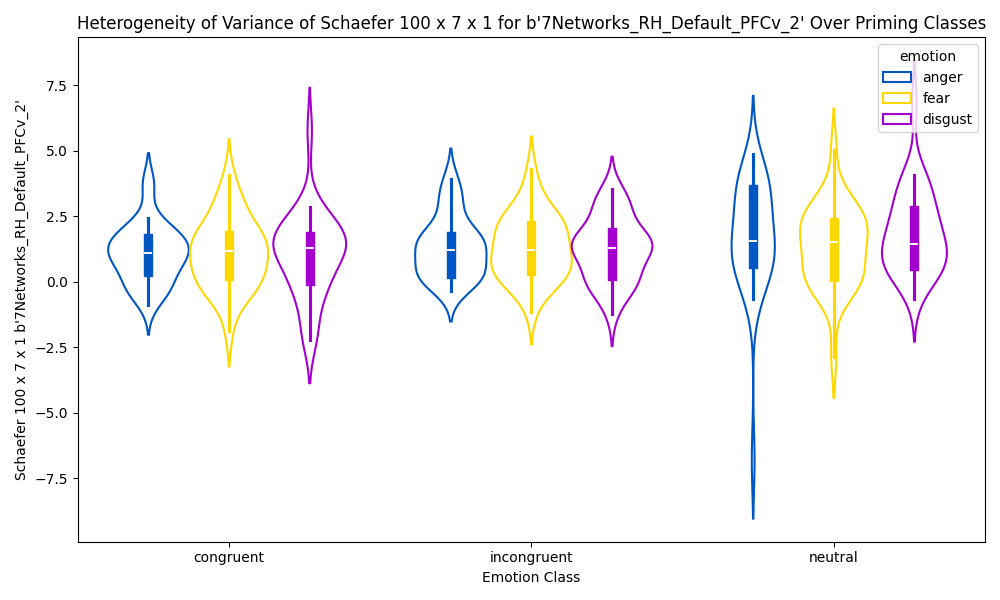 Heterogeneity of Variance of Schaefer 100 x 7 x 1 for b'7Networks_RH_Default_PFCv_2' Over Priming Classes
Schaefer 100 x 7 x 1 b'7Networks_RH_Default_PFCv_2'
7.5
5.0
2.5
0.0
−2.5
−5.0
−7.5
emotion
anger
fear
disgust
congruent
incongruent
neutral
Emotion Class